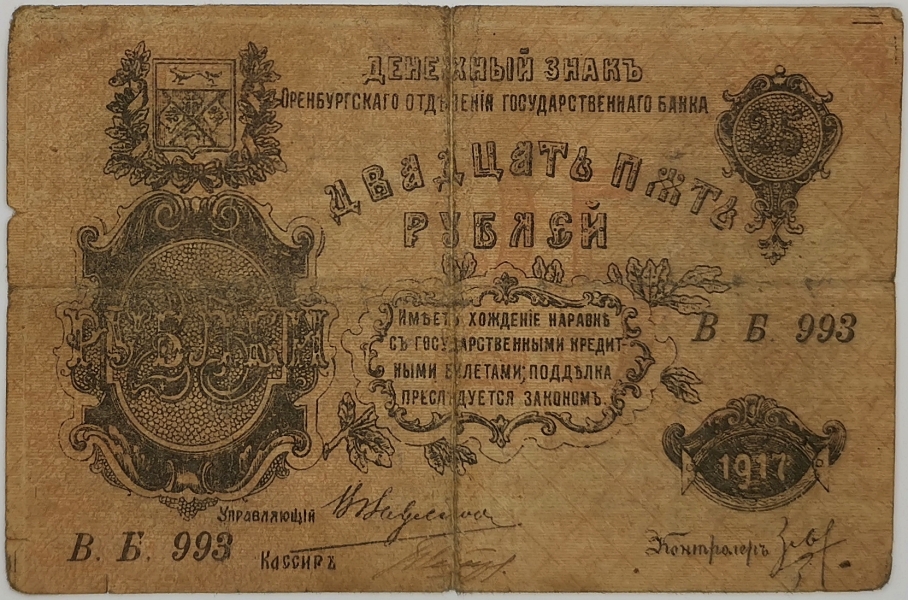 ДЕНЕЖНЫЙ ЗНАКЪ
ОРЕНБУРГСКАГО ОТДѢЛЕНІЯ ГОСУДАРСТВЕННАГО БАНКА
25
ДВАДЦАТЬ ПЯТЬ
РУБЛЕЙ
ИМѢЕТЪ ХОЖДЕНІЕ НАРАВНѢ
СЪ ГОСУДАРСТВЕННЫМИ КРЕДИТ-
НЫМИ БИЛЕТАМИ; ПОДДѢЛКА
ПРЕСЛѢДУЕТСЯ ЗАКОНОМЪ.
В Б. 993
1917
УПРАВЛЯЮЩІЙ
В. Б. 993
КАССИРЪ
Контролеръ